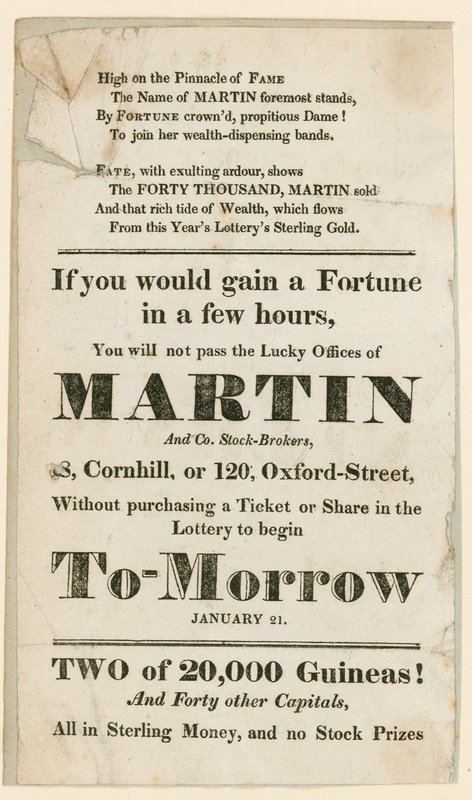 High on the Pinnacle of FAME
The Name of MARTIN foremost stands,
By FORTUNE crown'd, propitious Dame!
To join her wealth-dispensing bands.
FATE, with exulting ardour, shows
The FORTY THOUSAND, MARTIN sold
And that rich tide of Wealth, which flows
From this Year's Lottery's Sterling Gold.
If you would gain a Fortune
in a few hours,
You will not pass the Lucky Offices of
MARTIN
And Co. Stock-Brokers,
8, Cornhill, or 120, Oxford-Street,
Without purchasing a Ticket or Share in the
Lottery to begin
To-Morrow
JANUARY 21.
TWO of 20,000 Guineas!
And Forty other Capitals,
All in Sterling Money, and no Stock Prizes